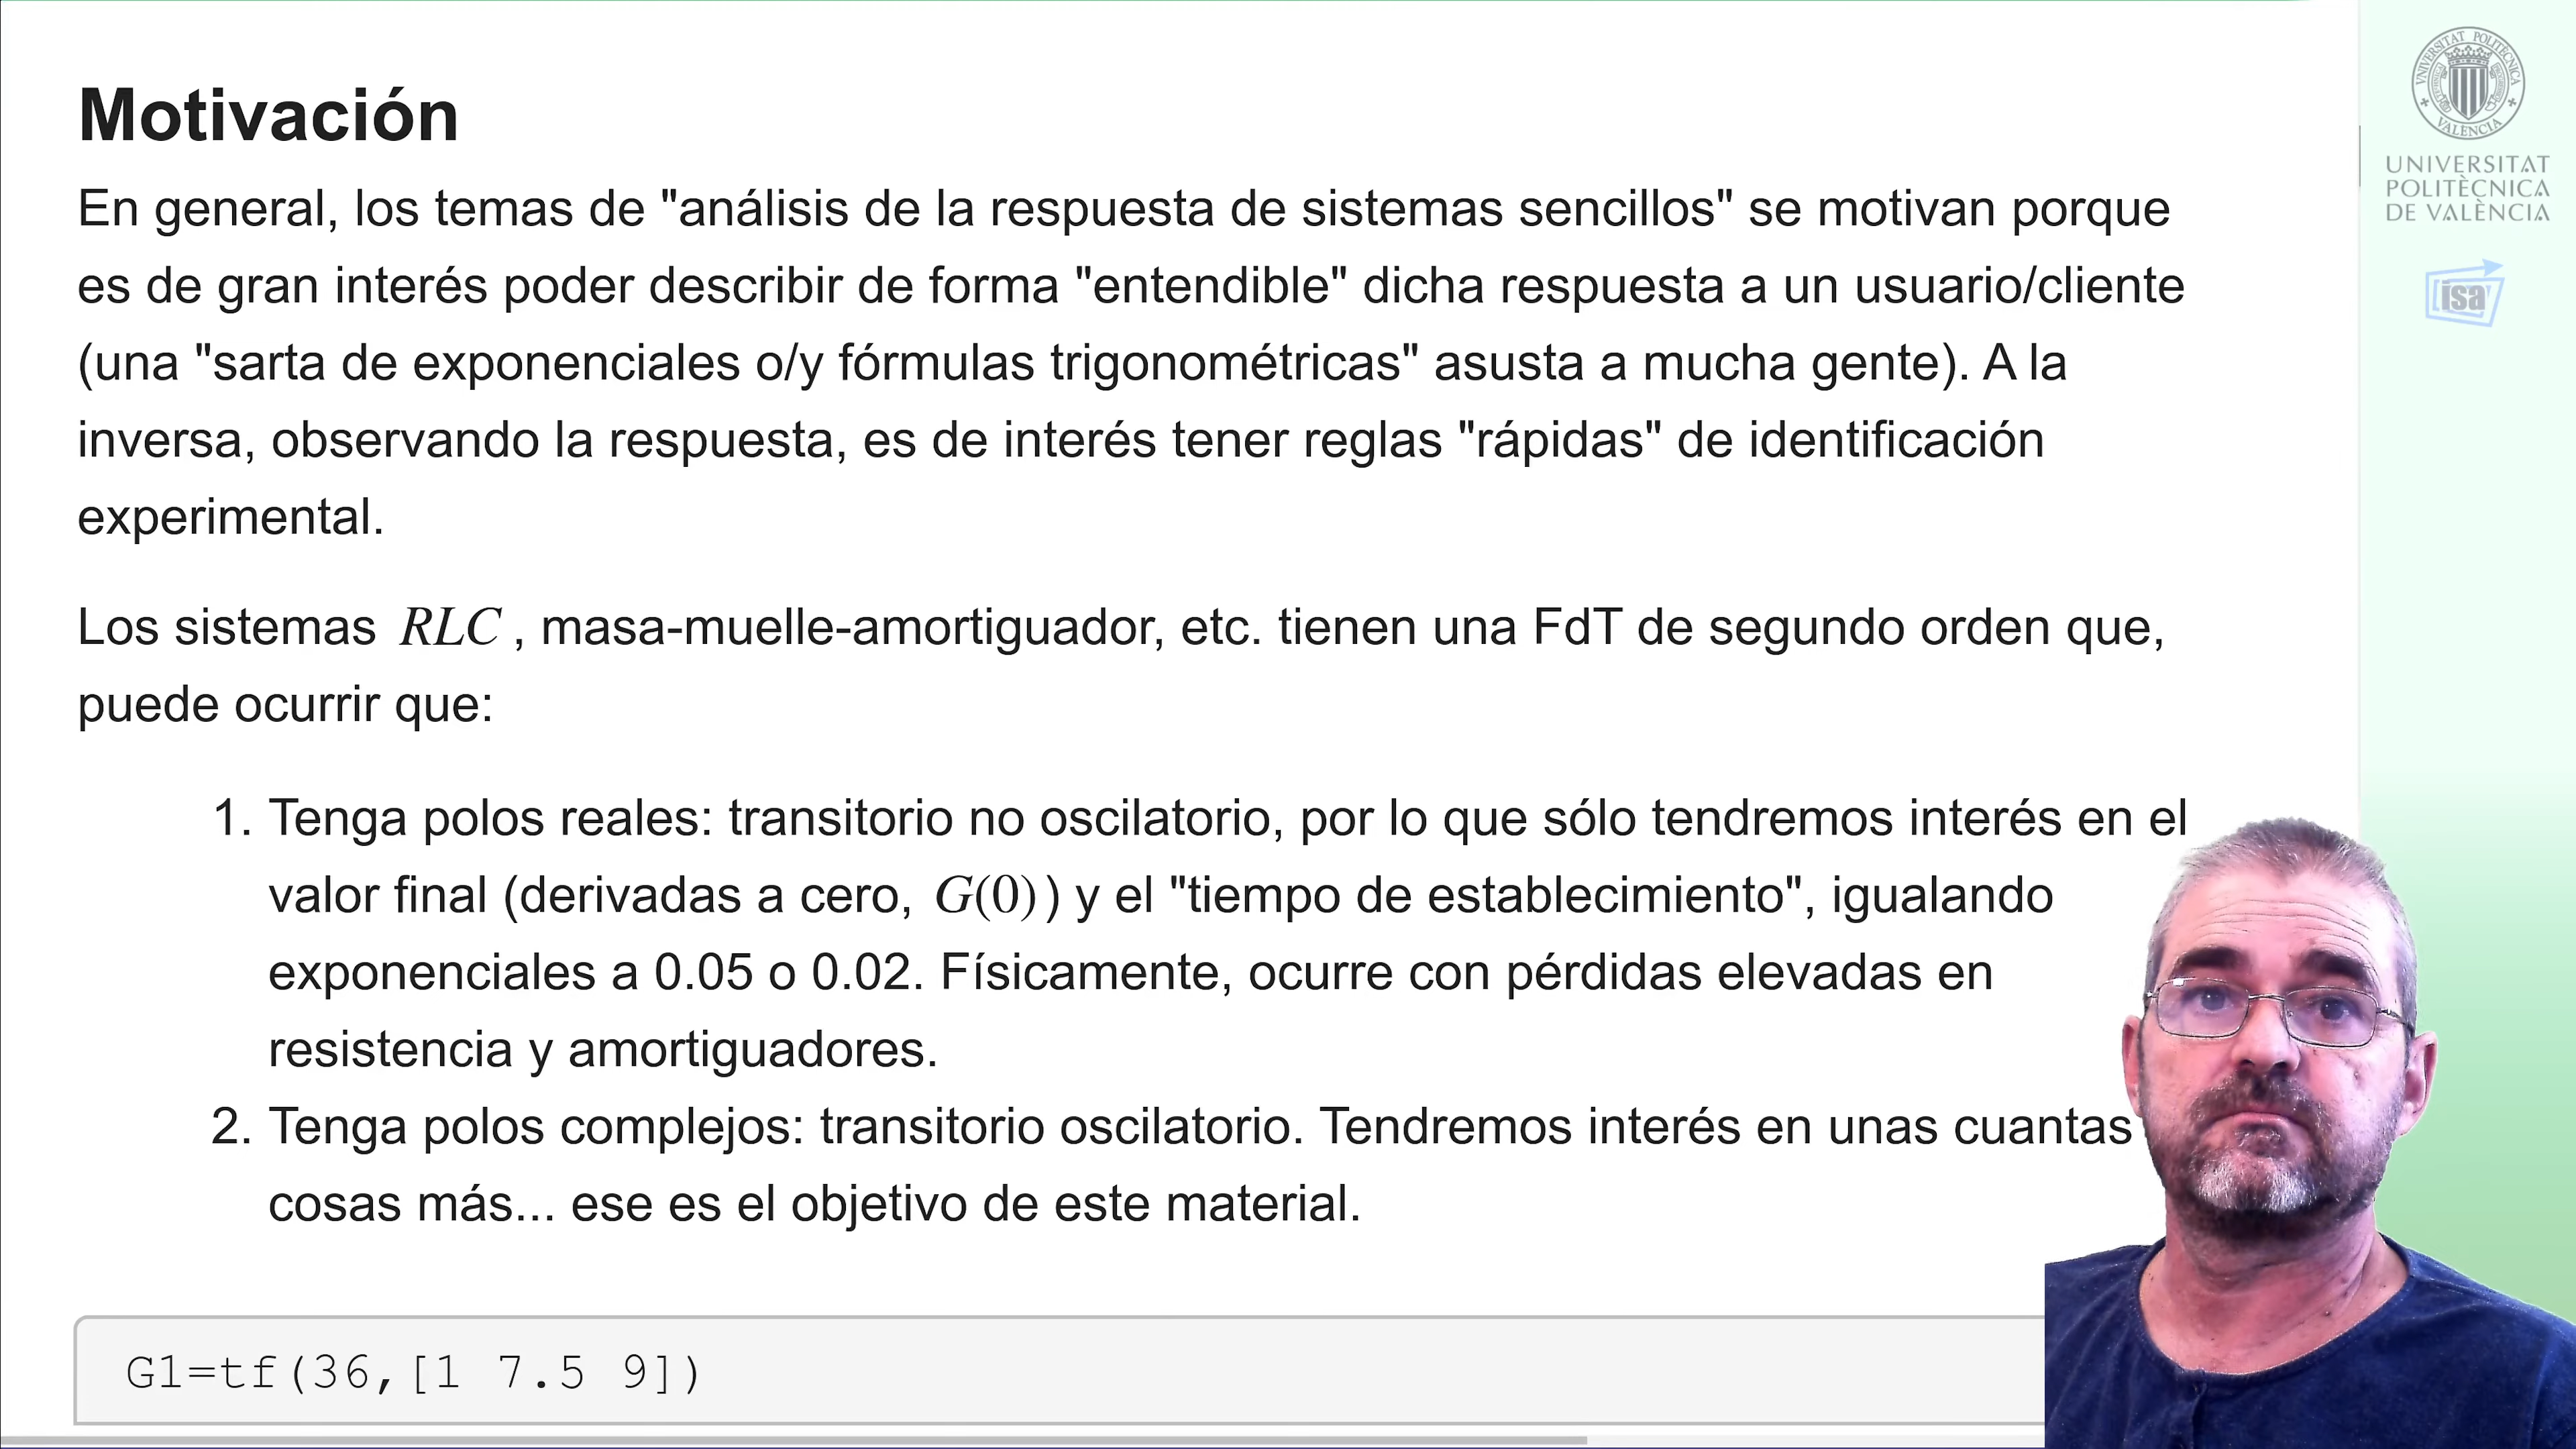 Motivación
En general, los temas de "análisis de la respuesta de sistemas sencillos" se motivan porque
es de gran interés poder describir de forma "entendible" dicha respuesta a un usuario/cliente
(una "sarta de exponenciales o/y fórmulas trigonométricas" asusta a mucha gente). A la
inversa, observando la respuesta, es de interés tener reglas "rápidas" de identificación
experimental.
Los sistemas RLC, masa-muelle-amortiguador, etc. tienen una FdT de segundo orden que,
puede ocurrir que:
1. Tenga polos reales: transitorio no oscilatorio, por lo que sólo tendremos interés en el
valor final (derivadas a cero, G(0)) y el "tiempo de establecimiento", igualando
exponenciales a 0.05 o 0.02. Físicamente, ocurre con pérdidas elevadas en
resistencia y amortiguadores.
2. Tenga polos complejos: transitorio oscilatorio. Tendremos interés en unas cuantas
cosas más... ese es el objetivo de este material.
G1=tf(36,[1 7.5 9])
UNIVERSITAT POLITÈCNICA
VALÈNCIA
UNIVERSITAT
POLITÈCNICA
DE VALÈNCIA
isa